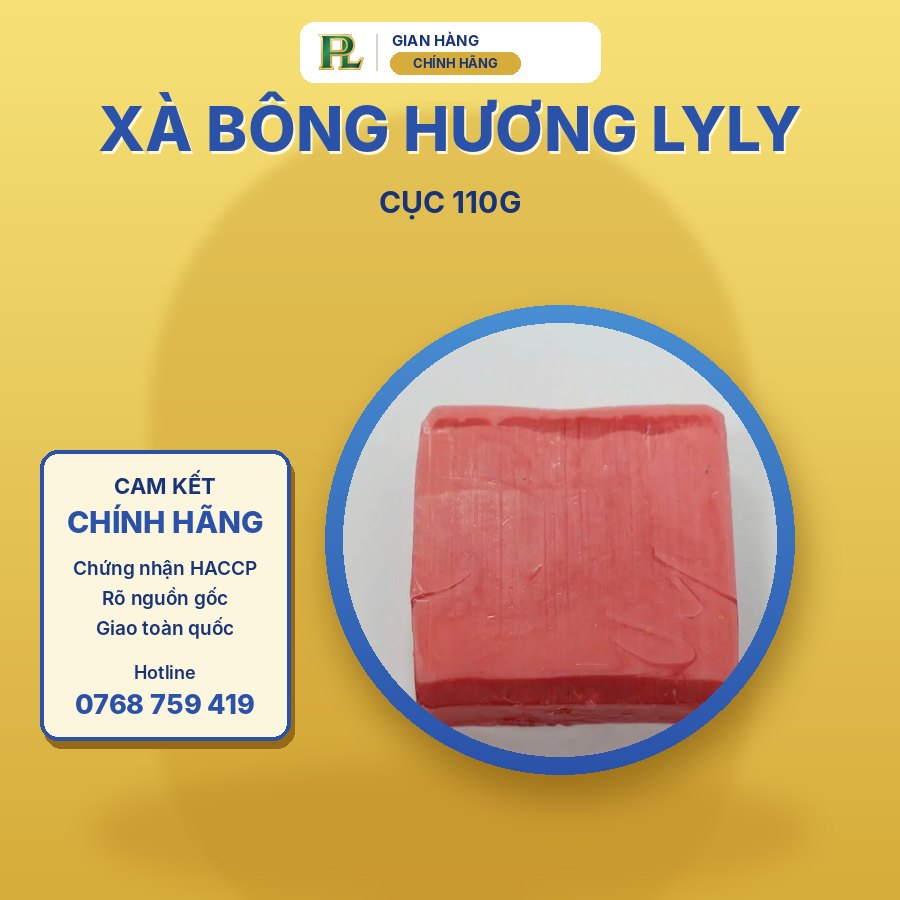 PL
GIAN HÀNG
CHÍNH HÃNG
XÀ BÔNG HƯƠNG LYLY
CỤC 110G
CAM KẾT
CHÍNH HÃNG
Chứng nhận HACCP
Rõ nguồn gốc
Giao toàn quốc
Hotline
0768 759 419